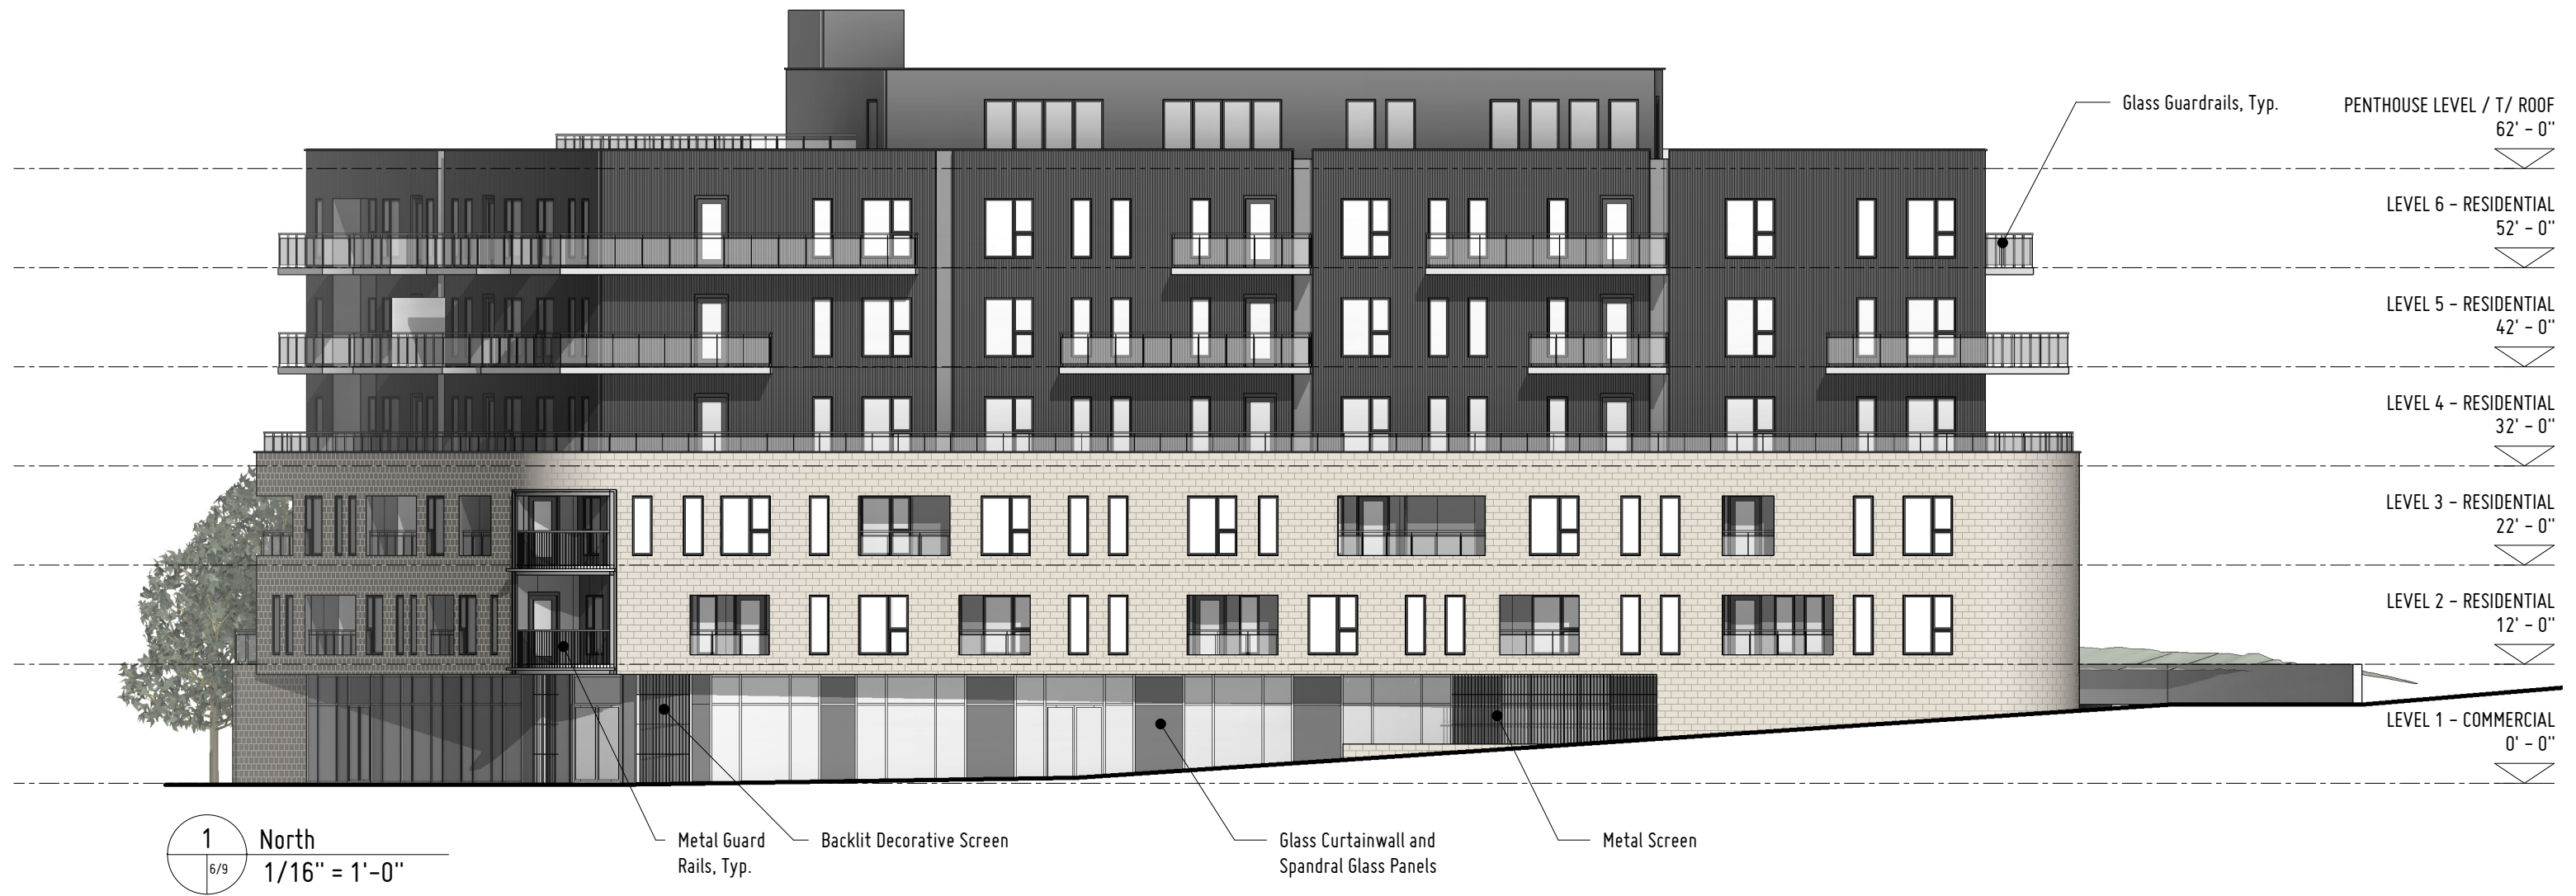 Glass Guardrails, Typ.
PENTHOUSE LEVEL / T/ ROOF
62' - 0"
LEVEL 6 - RESIDENTIAL
52' - 0"
LEVEL 5 - RESIDENTIAL
42' - 0"
LEVEL 4 - RESIDENTIAL
32' - 0"
LEVEL 3 - RESIDENTIAL
22' - 0"
LEVEL 2 - RESIDENTIAL
12' - 0"
LEVEL 1 - COMMERCIAL
0' - 0"
1
6/9
North
1/16" = 1'-0"
Metal Guard
Rails, Typ.
Backlit Decorative Screen
Glass Curtainwall and
Spandral Glass Panels
Metal Screen